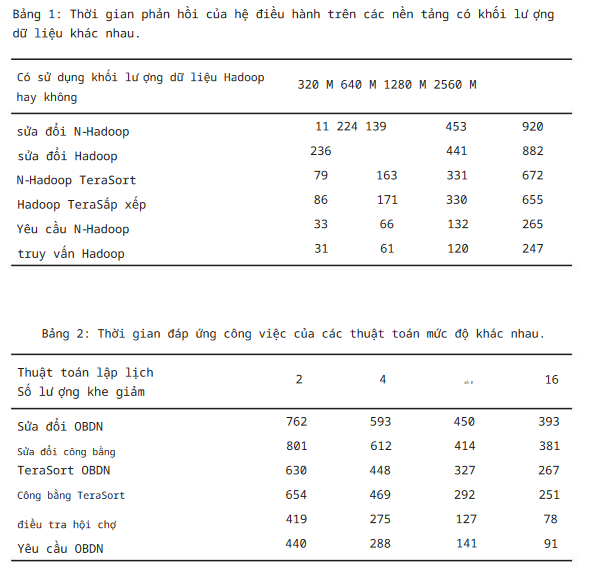 Bảng 1: Thời gian phản hồi của hệ điều hành trên các nền tảng có khối lư ợng
dữ liệu khác nhau.
Có sử dụng khối lư ợng dữ liệu Hadoop
hay không
320 M 640 M 1280 M 2560 M
sửa đổi N-Hadoop 11 224 139 453 920
sửa đổi Hadoop 236 441 882
N-Hadoop TeraSort 79 163 331 672
Hadoop TeraSắp xếp 86 171 330 655
Yêu cầu N-Hadoop 33 66 132 265
truy vấn Hadoop 31 61 120 247
Bảng 2: Thời gian đáp ứng công việc của các thuật toán mức độ khác nhau.
Thuật toán lập lịch
Số lư ợng khe giảm
2 4 16
Sửa đổi OBDN 762 593 450 393
Sửa đổi công bằng 801 612 414 381
TeraSort OBDN 630 448 327 267
Công bằng TeraSort 654 469 292 251
điều tra hội chợ 419 275 127 78
Yêu cầu OBDN 440 288 141 91